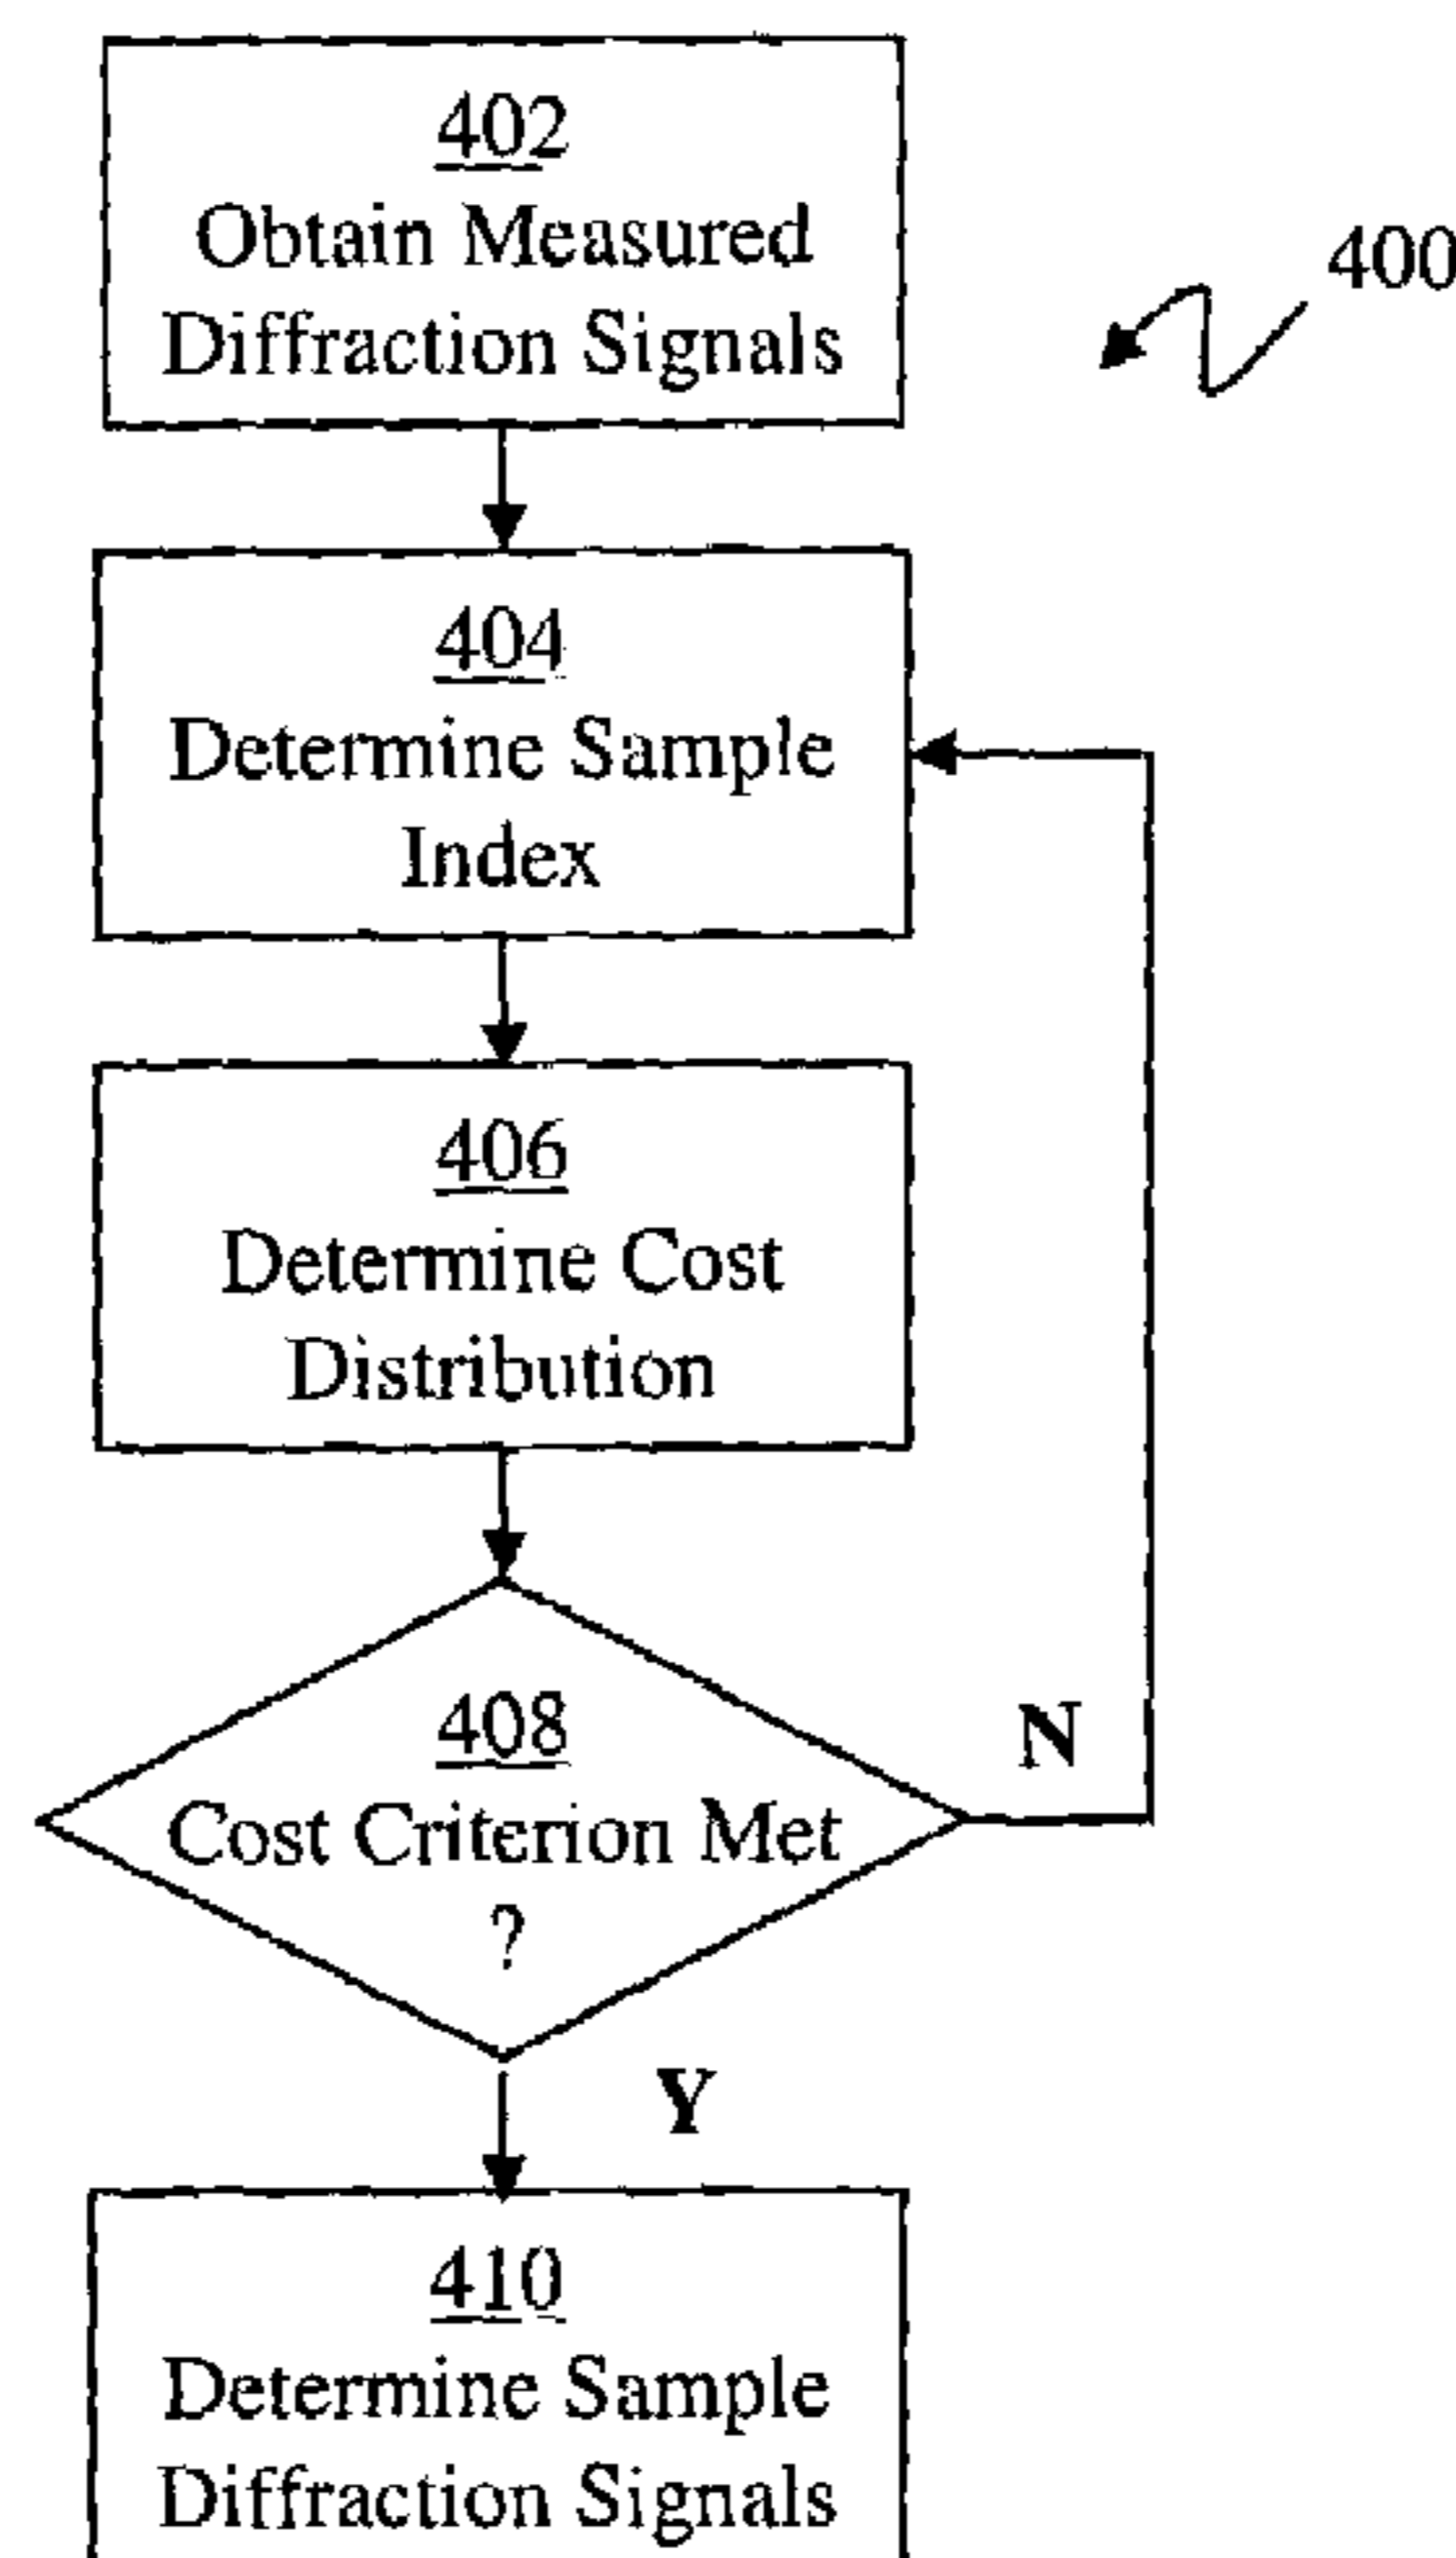 402
Obtain Measured
Diffraction Signals
400
404
Determine Sample
Index
406
Determine Cost
Distribution
408
Cost Criterion Met
?
N
Y
410
Determine Sample
Diffraction Signals